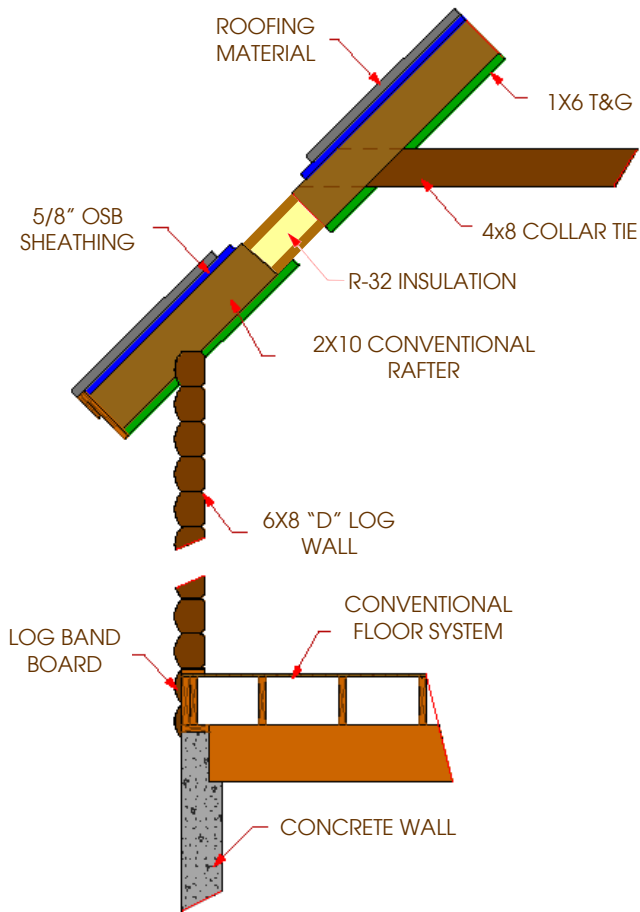 ROOFING
MATERIAL
1X6 T&G
5/8” OSB
SHEATHING
4x8 COLLAR TIE
R-32 INSULATION
2X10 CONVENTIONAL
RAFTER
6X8 “D” LOG
WALL
CONVENTIONAL
FLOOR SYSTEM
LOG BAND
BOARD
CONCRETE WALL